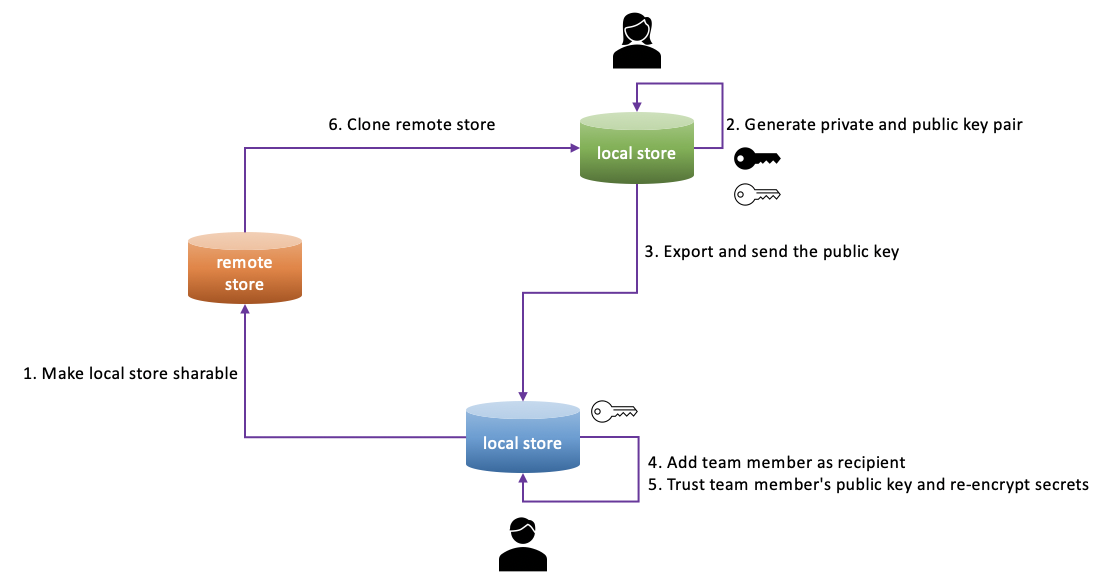 2. Generate private and public key pair
6. Clone remote store
local store
3. Export and send the public key
remote
store
1. Make local store sharable
local store
4. Add team member as recipient
5. Trust team member's public key and re-encrypt secrets